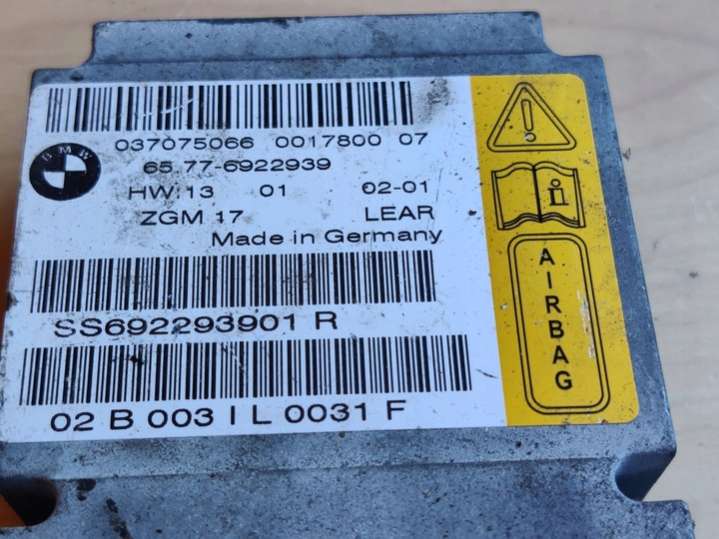 037075066 0017800 07
BMW
65.77-6922939
HW:13 01 02-01
ZGM 17 LEAR
Made in Germany
SS692293901 R
02 B 003 I L 0031 F
AIRBAG